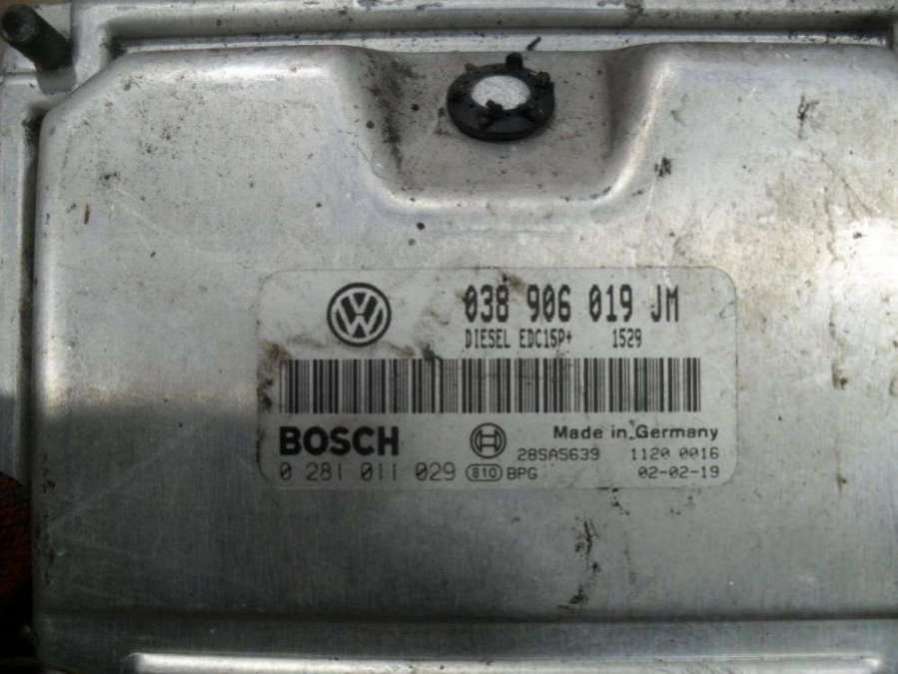 038 906 019 JM
DIESEL EDC15P+ 1529
BOSCH
Made in Germany
28SA5639 1120 0016
0 281 011 029 810 BPG 02-02-19